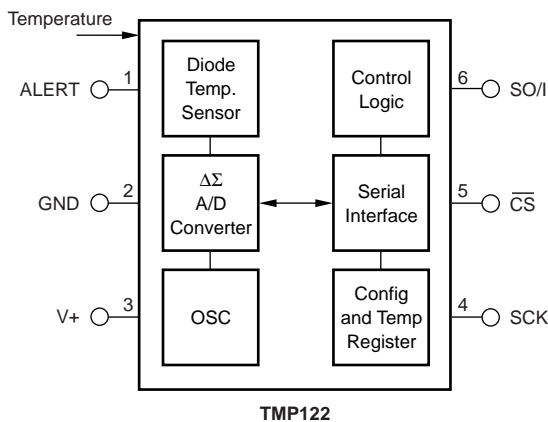 Temperature
ALERT
1
Diode
Temp.
Sensor
Control
Logic
6
SO/I
GND
2
ΔΣ
A/D
Converter
Serial
Interface
5
CS
V+
3
OSC
Config
and Temp
Register
4
SCK
TMP122